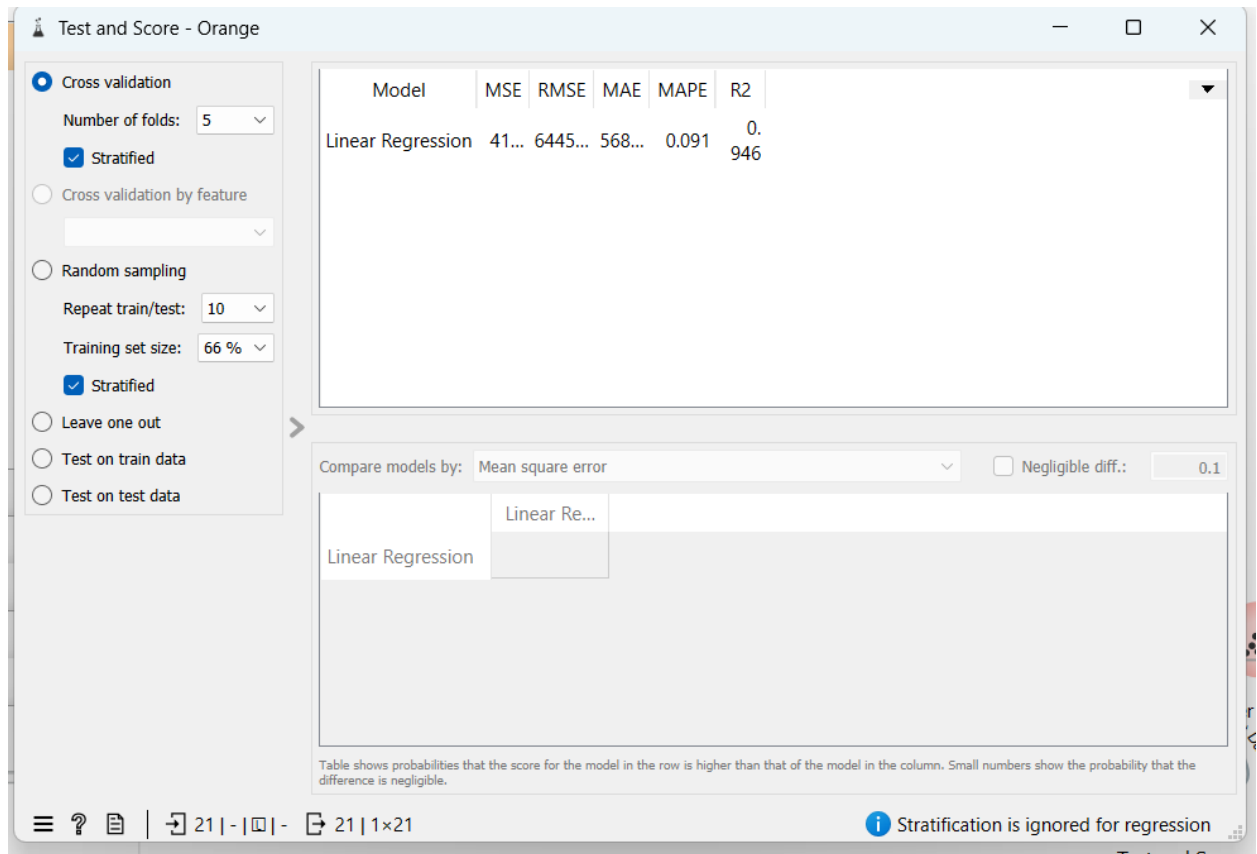 Test and Score - Orange
Cross validation
Number of folds: 5
Stratified
Cross validation by feature
Random sampling
Repeat train/test: 10
Training set size: 66 %
Stratified
Leave one out
Test on train data
Test on test data
Model MSE RMSE MAE MAPE R2
Linear Regression 41... 6445... 568... 0.091 0.
946
Compare models by: Mean square error Negligible diff.: 0.1
Linear Re...
Linear Regression
Table shows probabilities that the score for the model in the row is higher than that of the model in the column. Small numbers show the probability that the
difference is negligible.
21 | - | - 21 | 1×21
Stratification is ignored for regression